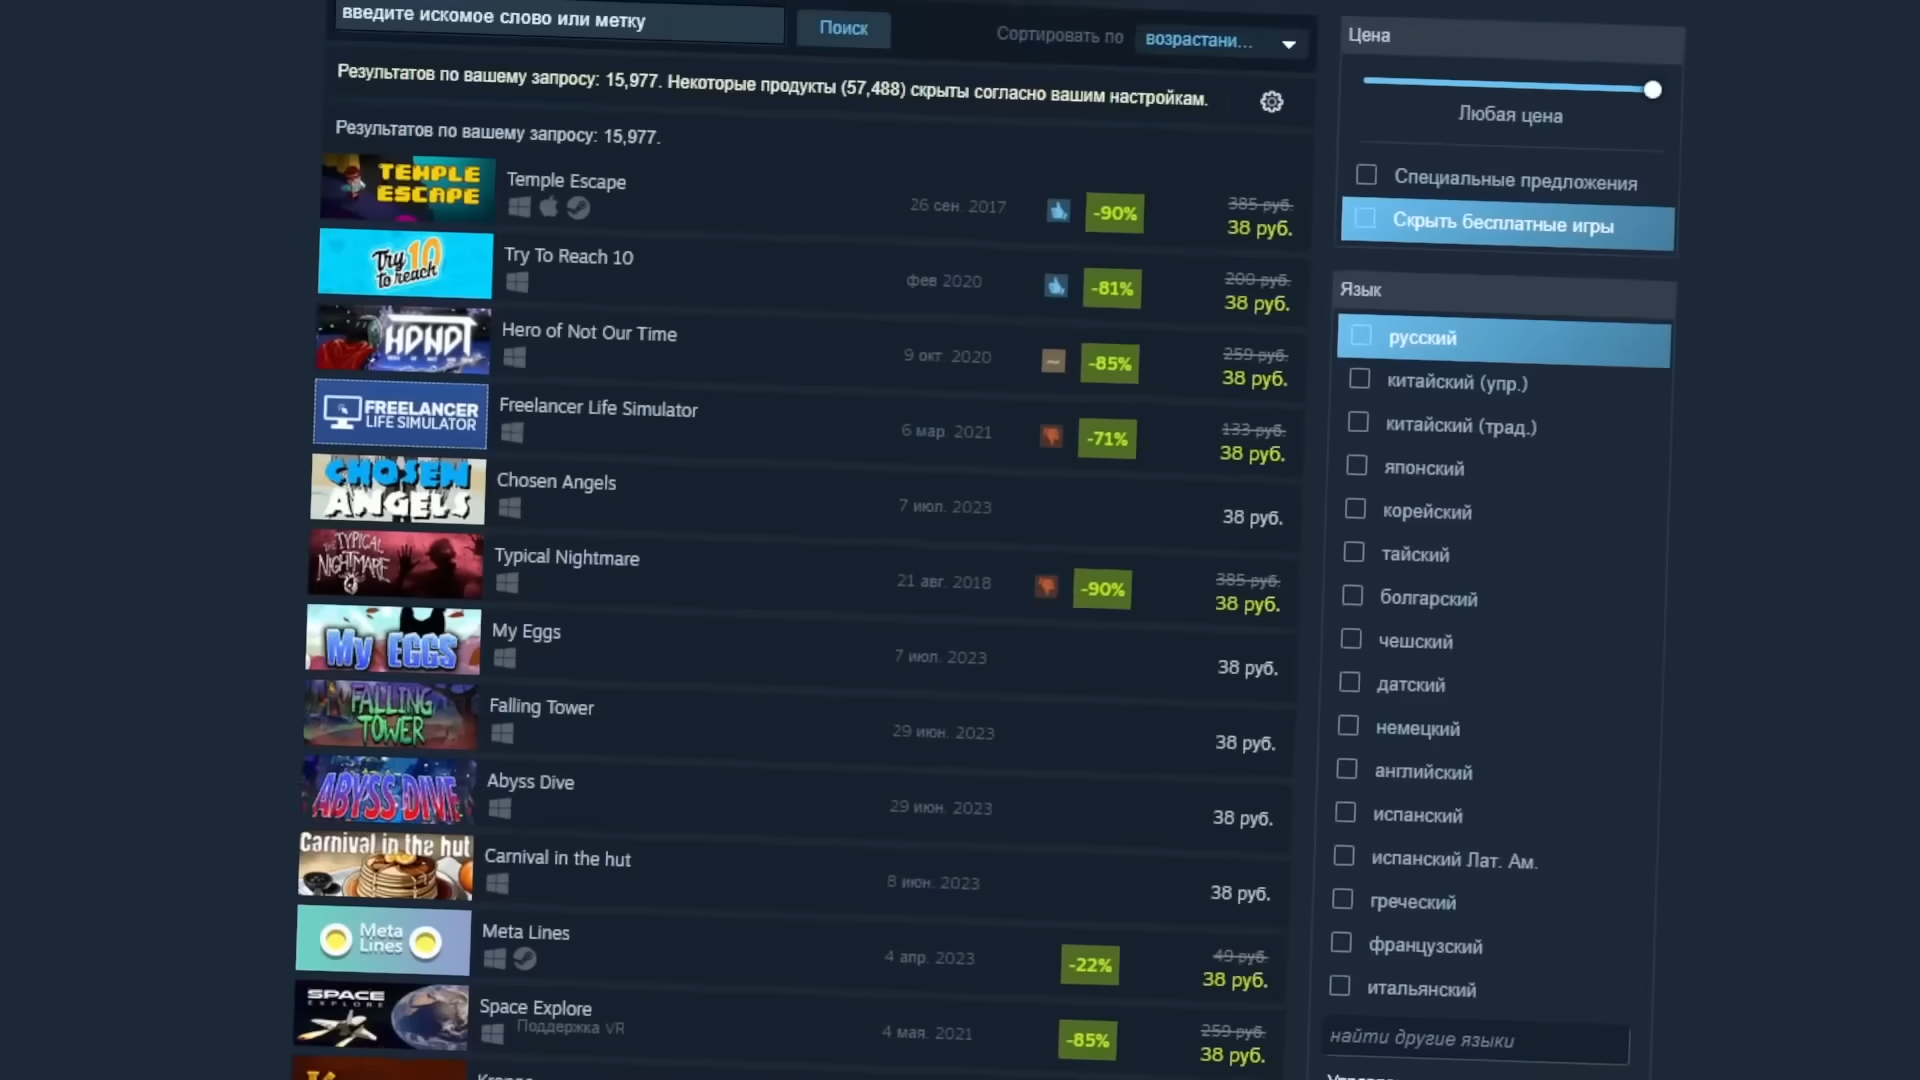 введите искомое слово или метку
Поиск
Сортировать по
возрастани...
Результатов по вашему запросу: 15,977. Некоторые продукты (57,488) скрыты согласно вашим настройкам.
Результатов по вашему запросу: 15,977.
TEMPLE
ESCAPE
Temple Escape
26 сен. 2017
-90%
385 руб.
38 руб.
Try 10
to reach
Try To Reach 10
фев 2020
-81%
200 руб.
38 руб.
HDNDT
Hero of Not Our Time
9 окт. 2020
-85%
259 руб.
38 руб.
FREELANCER
LIFE SIMULATOR
Freelancer Life Simulator
6 мар. 2021
-71%
133 руб.
38 руб.
CHOSEN
ANGELS
Chosen Angels
7 июл. 2023
38 руб.
THE TYPICAL
NIGHTMARE
Typical Nightmare
21 авг. 2018
-90%
385 руб.
38 руб.
My EGGS
My Eggs
7 июл. 2023
38 руб.
FALLING
TOWER
Falling Tower
29 июн. 2023
38 руб.
ABYSS DIVE
Abyss Dive
29 июн. 2023
38 руб.
Carnival in the hut
Carnival in the hut
8 июн. 2023
38 руб.
Meta
Lines
Meta Lines
4 апр. 2023
-22%
49 руб.
38 руб.
SPACE
EXPLORE
Space Explore
Поддержка VR
4 мая. 2021
-85%
259 руб.
38 руб.
Цена
Любая цена
Специальные предложения
Скрыть бесплатные игры
Язык
русский
китайский (упр.)
китайский (трад.)
японский
корейский
тайский
болгарский
чешский
датский
немецкий
английский
испанский
испанский Лат. Ам.
греческий
французский
итальянский
найти другие языки